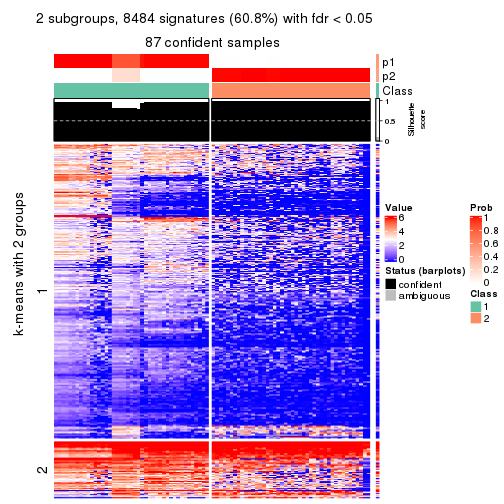 2 subgroups, 8484 signatures (60.8%) with fdr < 0.05
87 confident samples
p1
p2
Class
1
0.5
0
Silhouette
score
k-means with 2 groups
1
2
Value
6
4
2
0
Status (barplots)
confident
ambiguous
Prob
1
0.8
0.6
0.4
0.2
0
Class
1
2